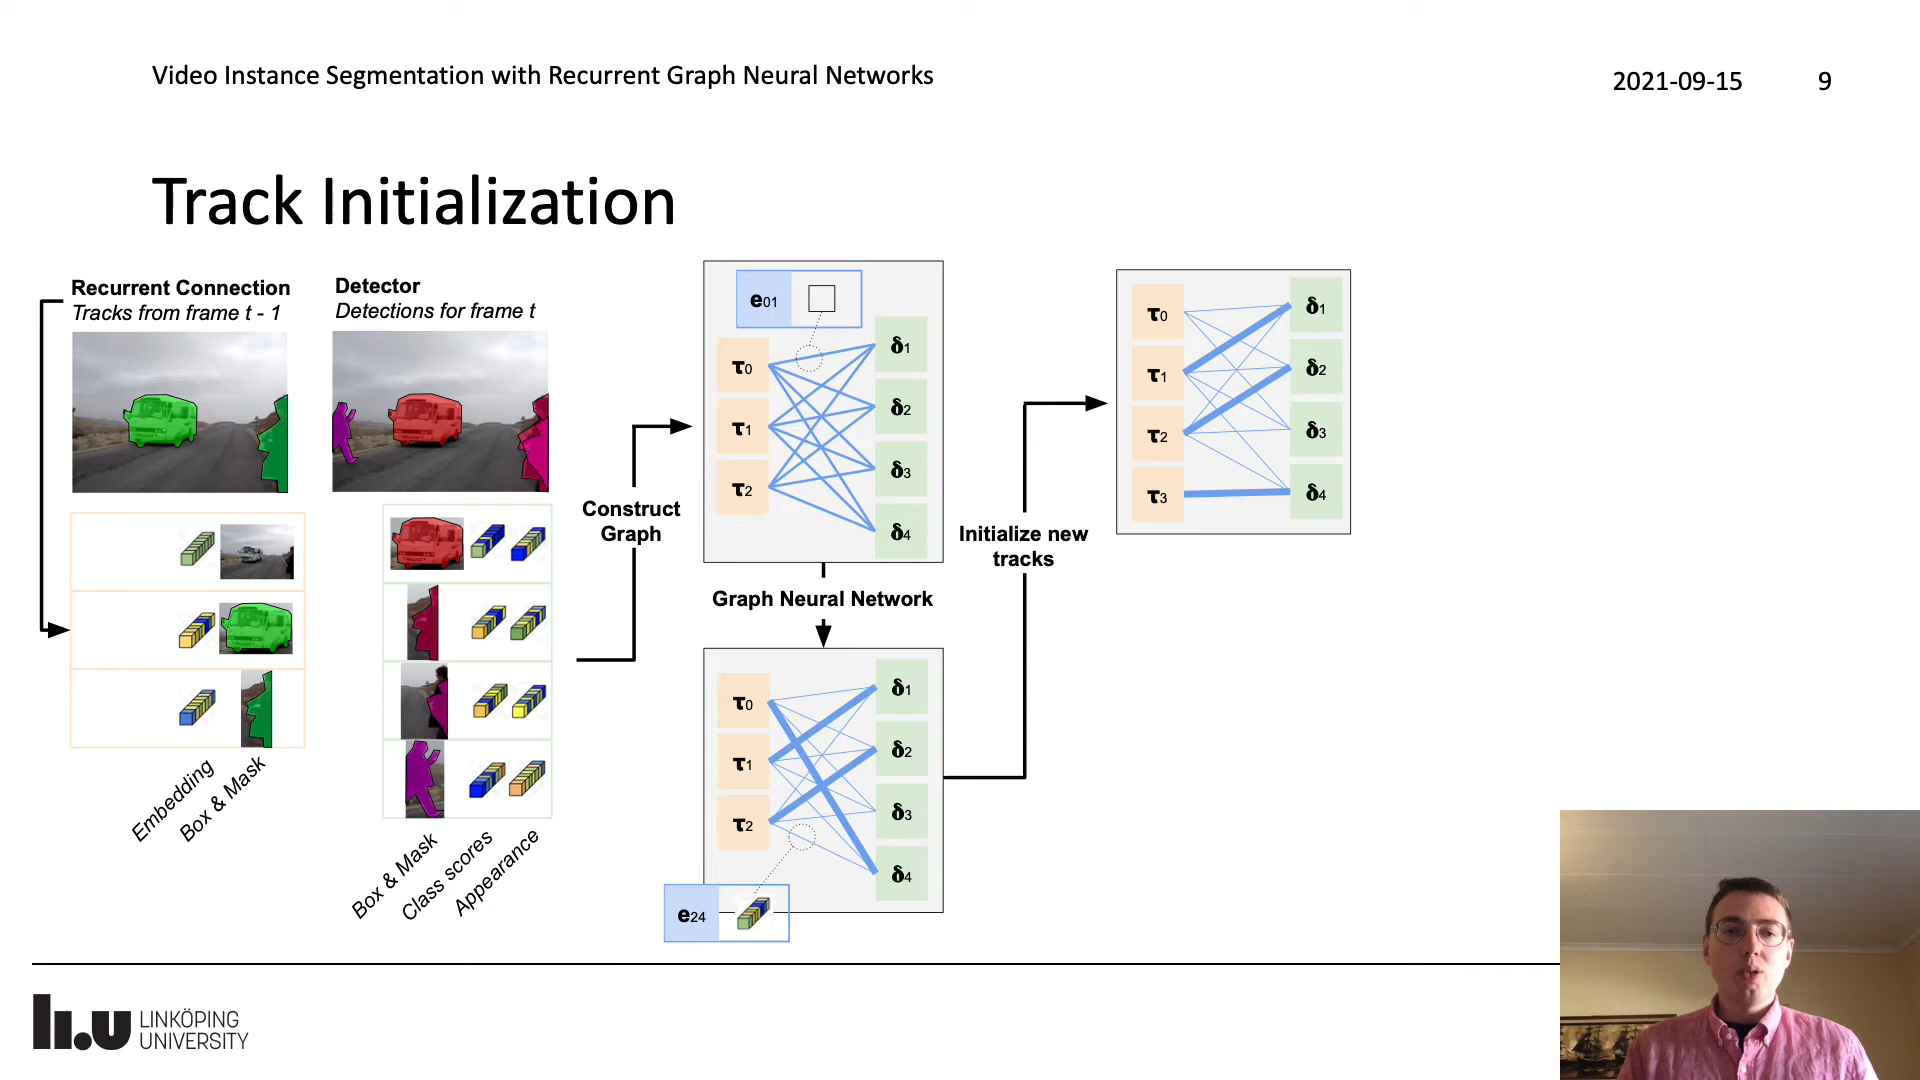 Video Instance Segmentation with Recurrent Graph Neural Networks
2021-09-15
9
Track Initialization
Recurrent Connection
Tracks from frame t - 1
Detector
Detections for frame t
Embedding
Box & Mask
Box & Mask
Class scores
Appearance
Construct
Graph
e01
τ0
τ1
τ2
δ1
δ2
δ3
δ4
Graph Neural Network
τ0
τ1
τ2
δ1
δ2
δ3
δ4
e24
Initialize new
tracks
τ0
τ1
τ2
τ3
δ1
δ2
δ3
δ4
li.u
LINKÖPING
UNIVERSITY